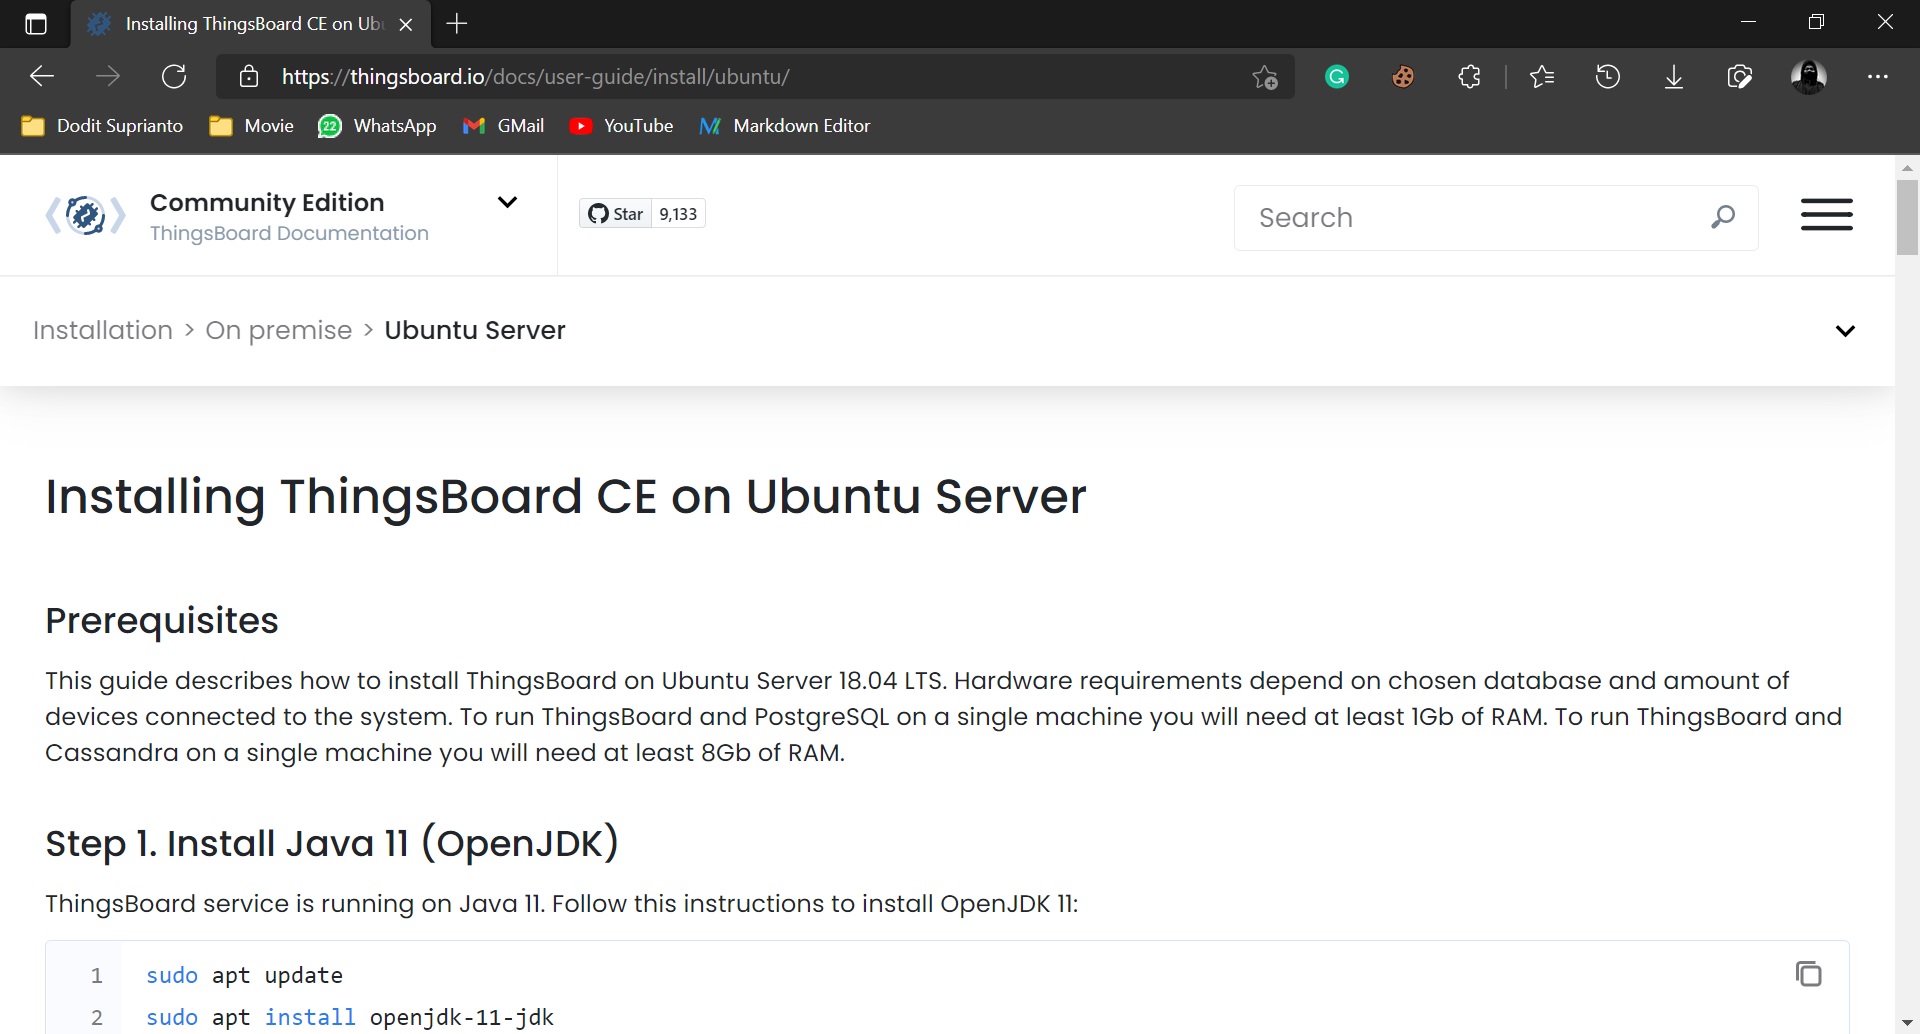 Installing ThingsBoard CE on Ub
https://thingsboard.io/docs/user-guide/install/ubuntu/
G
Dodit Suprianto Movie 22 WhatsApp GMail YouTube Markdown Editor
Community Edition
ThingsBoard Documentation
Star 9,133
Search
Installation > On premise > Ubuntu Server
Installing ThingsBoard CE on Ubuntu Server
Prerequisites
This guide describes how to install ThingsBoard on Ubuntu Server 18.04 LTS. Hardware requirements depend on chosen database and amount of
devices connected to the system. To run ThingsBoard and PostgreSQL on a single machine you will need at least 1Gb of RAM. To run ThingsBoard and
Cassandra on a single machine you will need at least 8Gb of RAM.
Step 1. Install Java 11 (OpenJDK)
ThingsBoard service is running on Java 11. Follow this instructions to install OpenJDK 11:
1 sudo apt update
2 sudo apt install openjdk-11-jdk